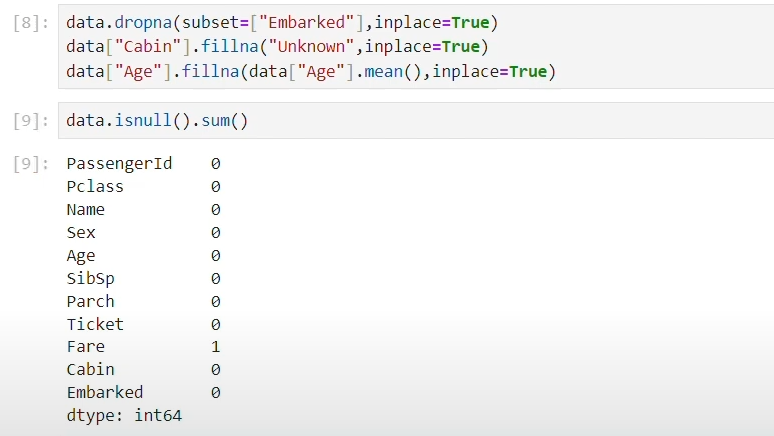 [8]: data.dropna(subset=["Embarked"],inplace=True)
data["Cabin"].fillna("Unknown",inplace=True)
data["Age"].fillna(data["Age"].mean(),inplace=True)
[9]: data.isnull().sum()
[9]: PassengerId 0
Pclass 0
Name 0
Sex 0
Age 0
SibSp 0
Parch 0
Ticket 0
Fare 1
Cabin 0
Embarked 0
dtype: int64